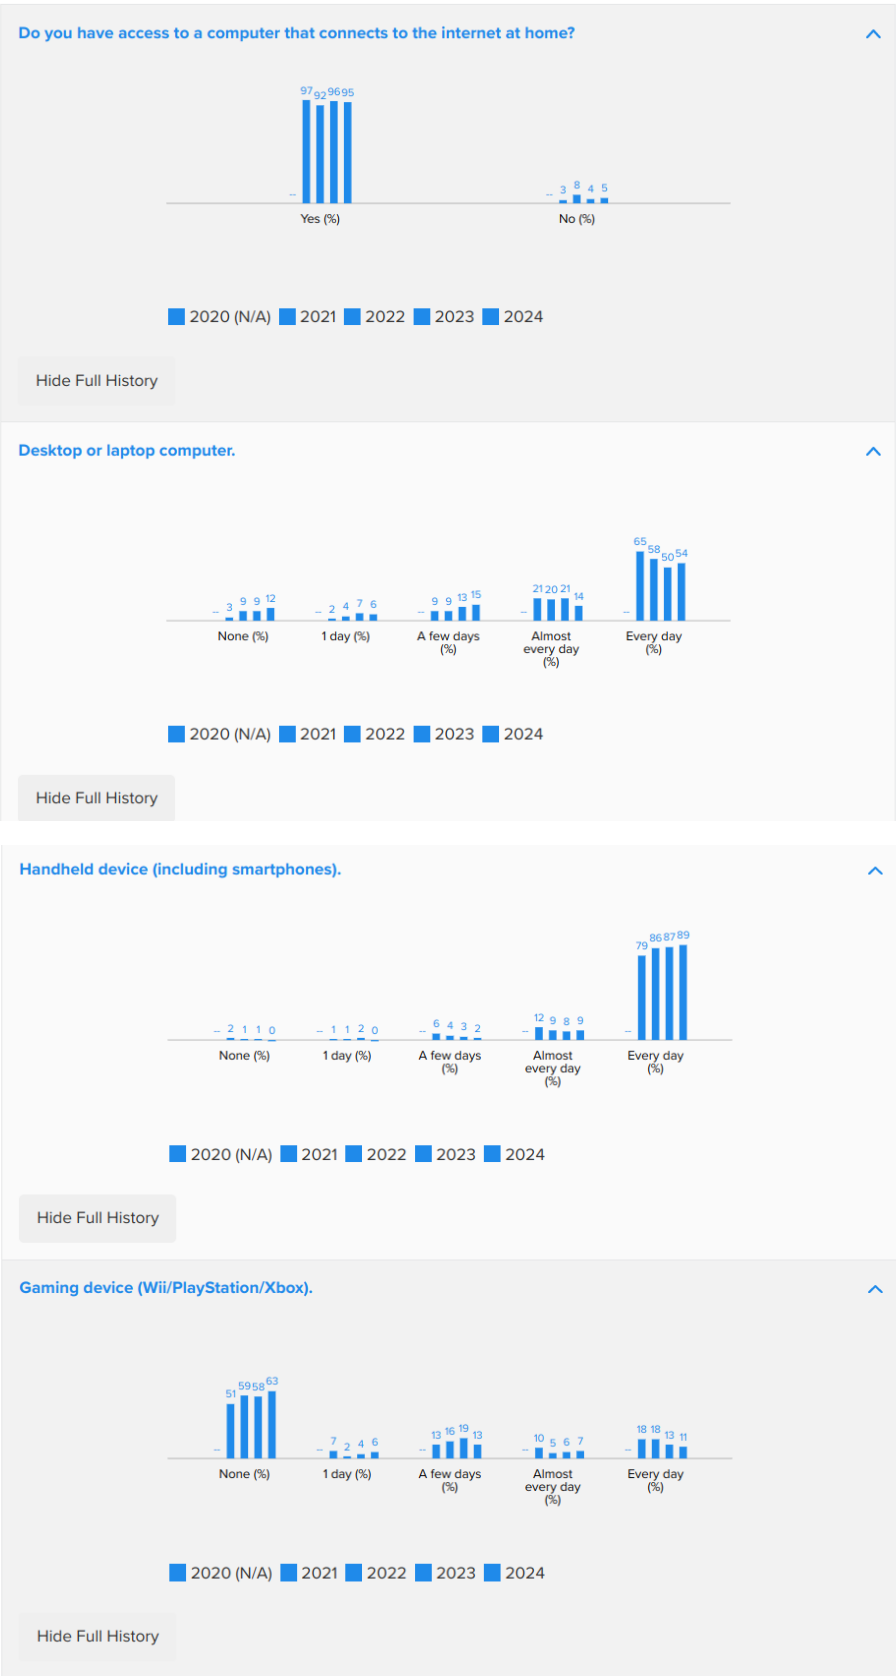 Do you have access to a computer that connects to the internet at home?
97 92 96 95
-- 3 8 4 5
--
Yes (%) No (%)
2020 (N/A) 2021 2022 2023 2024
Hide Full History
Desktop or laptop computer.
-- 3 9 9 12 -- 2 4 7 6 -- 9 9 13 15 -- 21 20 21 14 -- 65 58 50 54
None (%) 1 day (%) A few days (%) Almost every day (%) Every day (%)
2020 (N/A) 2021 2022 2023 2024
Hide Full History
Handheld device (including smartphones).
-- 2 1 1 0 -- 1 1 2 0 -- 6 4 3 2 -- 12 9 8 9 -- 79 86 87 89
None (%) 1 day (%) A few days (%) Almost every day (%) Every day (%)
2020 (N/A) 2021 2022 2023 2024
Hide Full History
Gaming device (Wii/PlayStation/Xbox).
-- 51 59 58 63 -- 7 2 4 6 -- 13 16 19 13 -- 10 5 6 7 -- 18 18 13 11
None (%) 1 day (%) A few days (%) Almost every day (%) Every day (%)
2020 (N/A) 2021 2022 2023 2024
Hide Full History